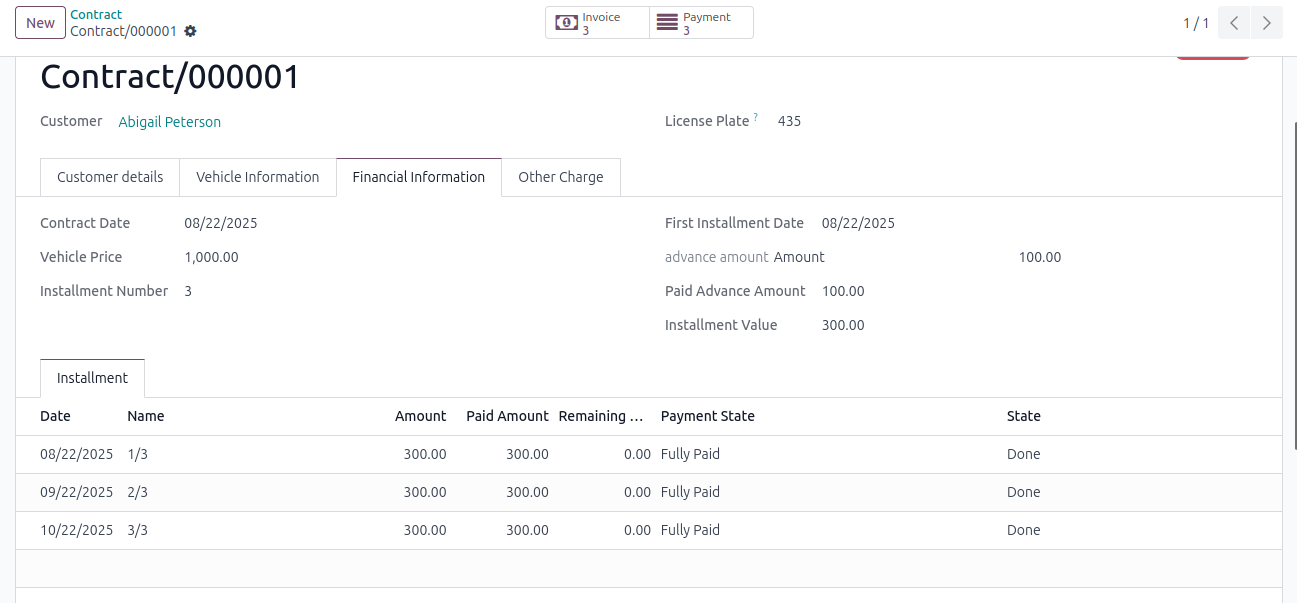 New
Contract
Contract/000001
Invoice
3
Payment
3
1 / 1
Contract/000001
Customer Abigail Peterson
License Plate ? 435
Customer details Vehicle Information Financial Information Other Charge
Contract Date 08/22/2025
First Installment Date 08/22/2025
Vehicle Price 1,000.00
advance amount Amount 100.00
Installment Number 3
Paid Advance Amount 100.00
Installment Value 300.00
Installment
Date Name Amount Paid Amount Remaining ... Payment State State
08/22/2025 1/3 300.00 300.00 0.00 Fully Paid Done
09/22/2025 2/3 300.00 300.00 0.00 Fully Paid Done
10/22/2025 3/3 300.00 300.00 0.00 Fully Paid Done